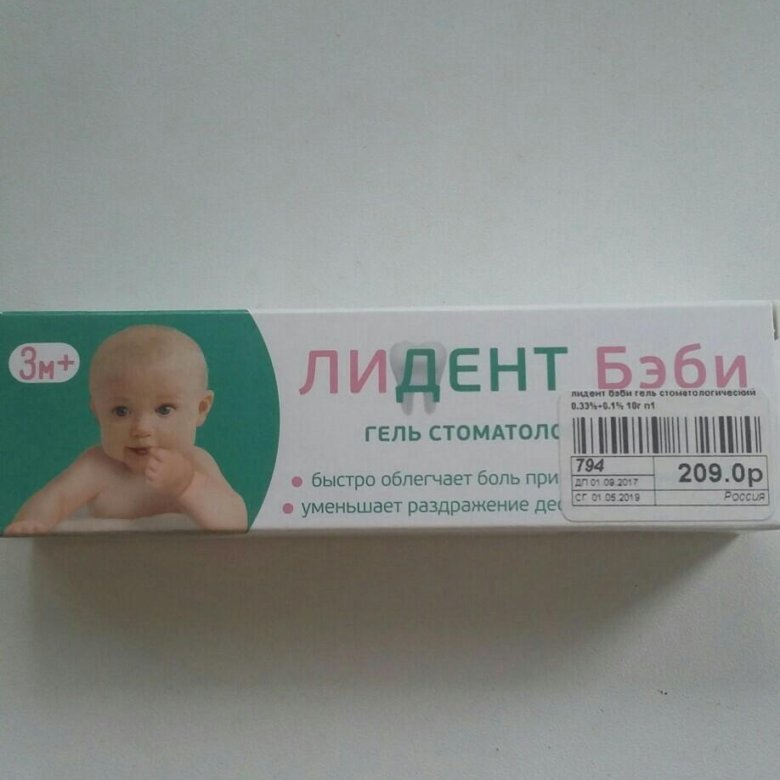 3м+
ЛИДЕНТ Бэби
ГЕЛЬ СТОМАТОЛО
• быстро облегчает боль при
• уменьшает раздражение дес
лидент бэби гель стоматологический
0.33%+0.1% 10г n1
794
209.0р
ДП 01.09.2017
СГ 01.05.2019
Россия